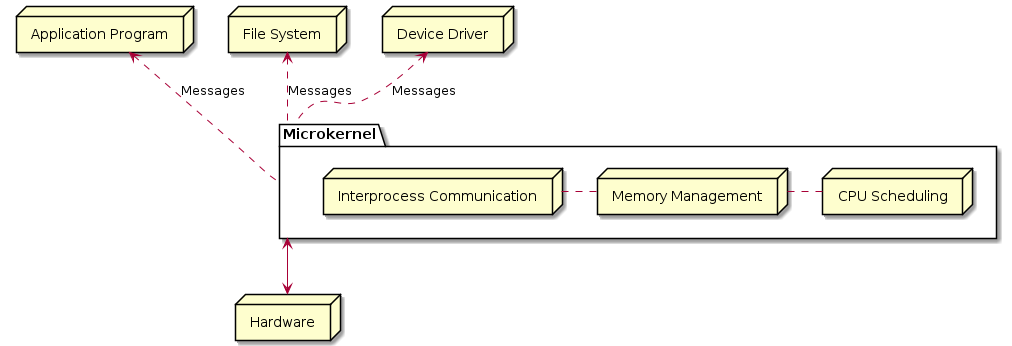 Application Program
File System
Device Driver
Messages
Messages
Messages
Microkernel
Interprocess Communication
Memory Management
CPU Scheduling
Hardware